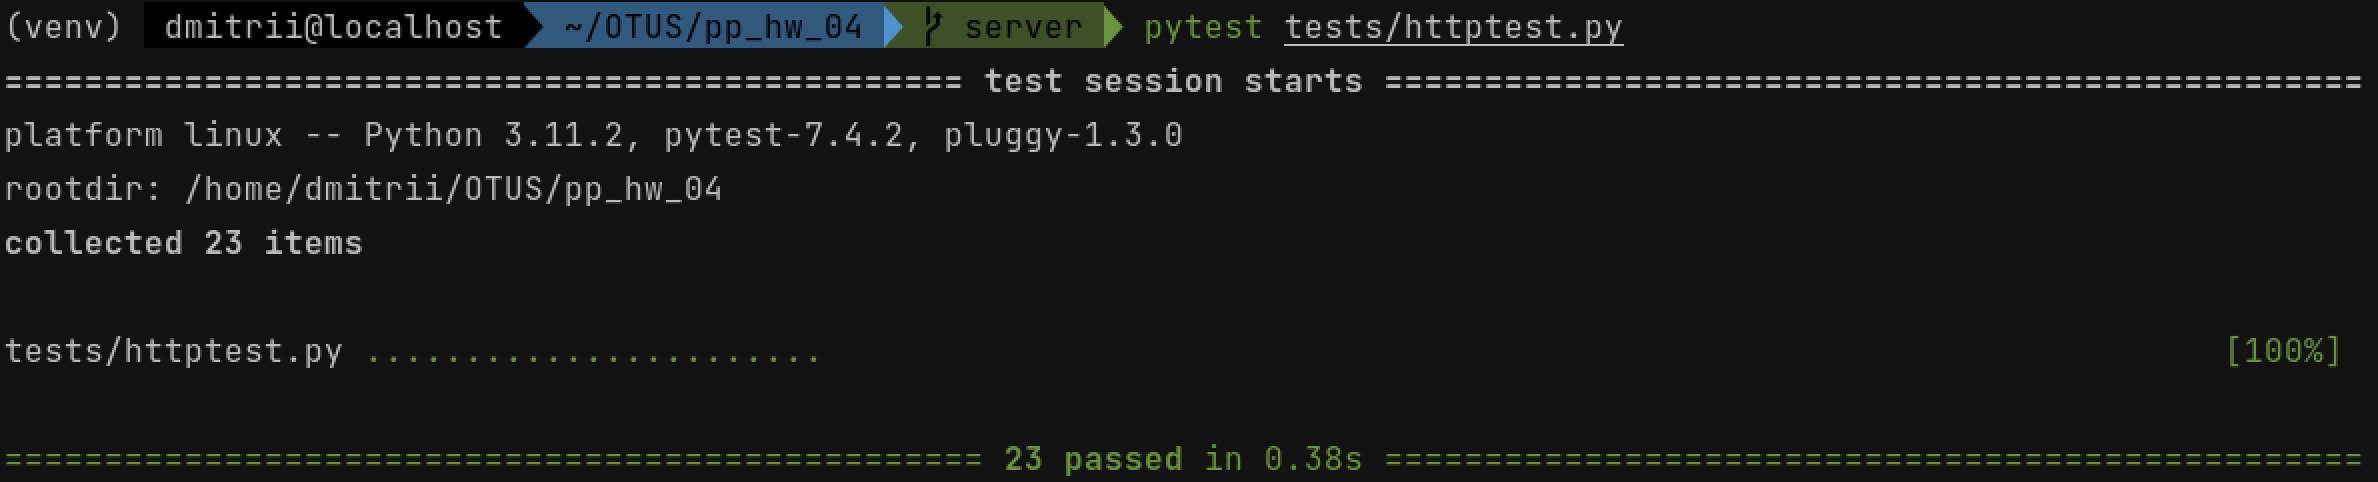 (venv) dmitrii@localhost ~/OTUS/pp_hw_04 server pytest tests/httptest.py
================================================ test session starts =================================================
platform linux -- Python 3.11.2, pytest-7.4.2, pluggy-1.3.0
rootdir: /home/dmitrii/OTUS/pp_hw_04
collected 23 items
tests/httptest.py ....................... [100%]
================================================= 23 passed in 0.38s =================================================